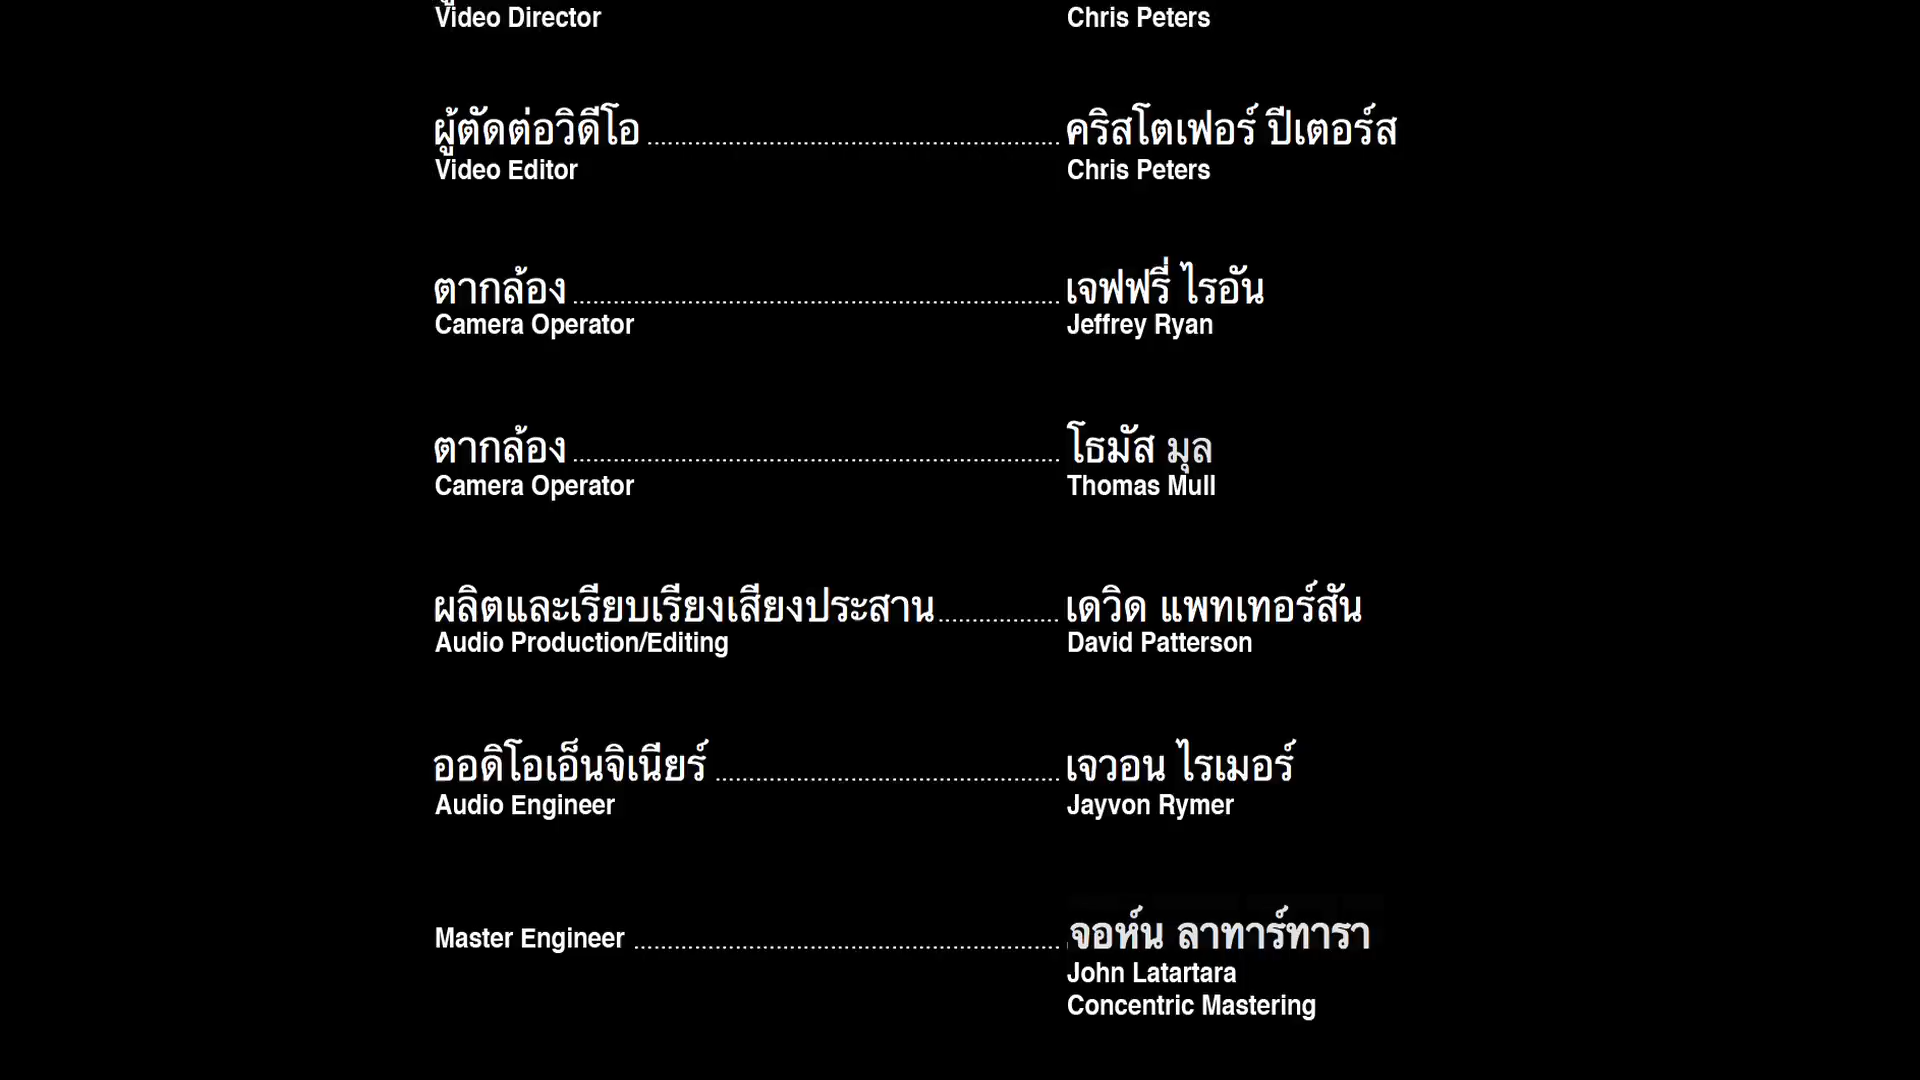 Video Director Chris Peters
ผู้ตัดต่อวิดีโอ คริสโตเฟอร์ ปีเตอร์ส
Video Editor Chris Peters
ตากล้อง เจฟฟรี่ ไรอัน
Camera Operator Jeffrey Ryan
ตากล้อง โธมัส มุล
Camera Operator Thomas Mull
ผลิตและเรียบเรียงเสียงประสาน เดวิด แพทเทอร์สัน
Audio Production/Editing David Patterson
ออดิโอเอ็นจิเนียร์ เจวอน ไรเมอร์
Audio Engineer Jayvon Rymer
Master Engineer จอห์น ลาทาร์ทารา
John Latartara
Concentric Mastering